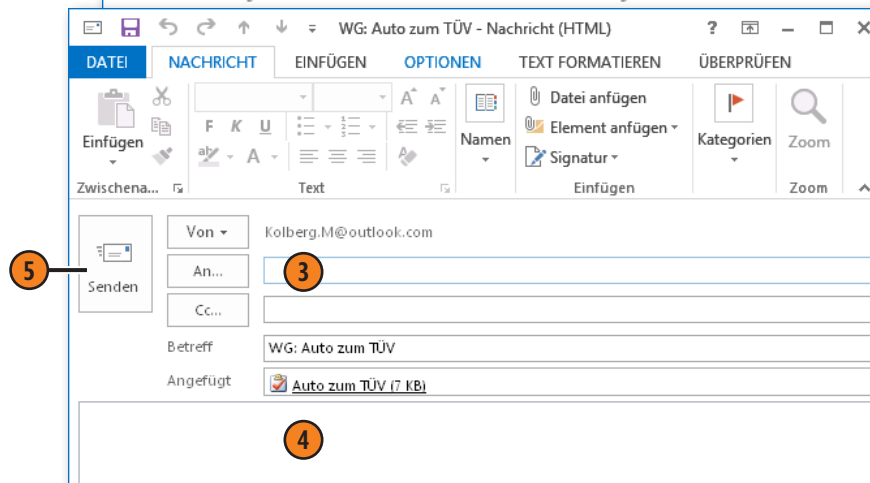 WG: Auto zum TÜV - Nachricht (HTML) ?
DATEI NACHRICHT EINFÜGEN OPTIONEN TEXT FORMATIEREN ÜBERPRÜFEN
Einfügen
F K U
A A
ab A
Namen
Datei anfügen
Element anfügen
Signatur
Kategorien
Zoom
Zwischena... Text Einfügen Zoom
Von Kolberg.M@outlook.com
5 Senden
An... 3
Cc...
Betreff WG: Auto zum TÜV
Angefügt Auto zum TÜV (7 KB)
4